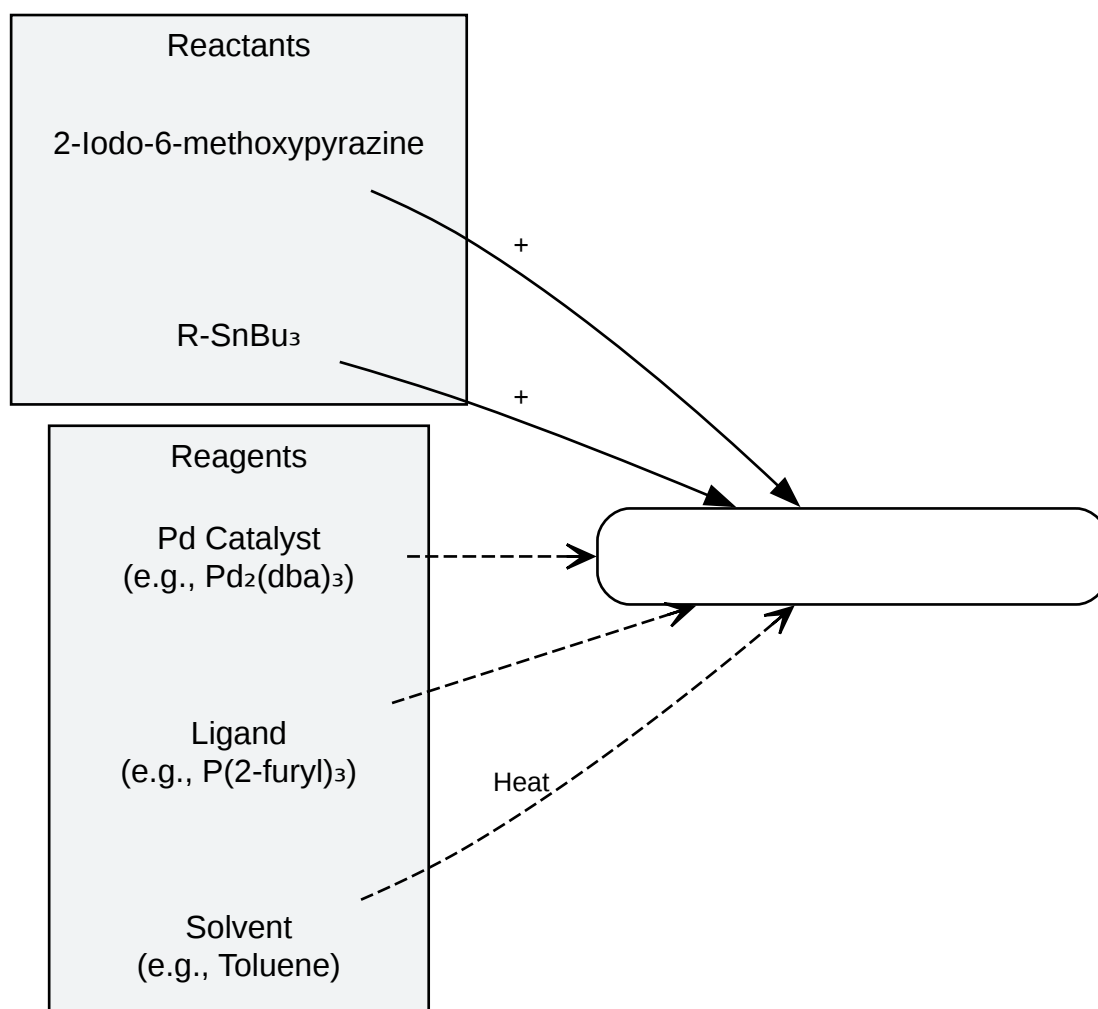 Reactants
2-Iodo-6-methoxypyrazine
+
R-SnBu₃
+
Reagents
Pd Catalyst
(e.g., Pd₂(dba)₃)
Ligand
(e.g., P(2-furyl)₃)
Heat
Solvent
(e.g., Toluene)